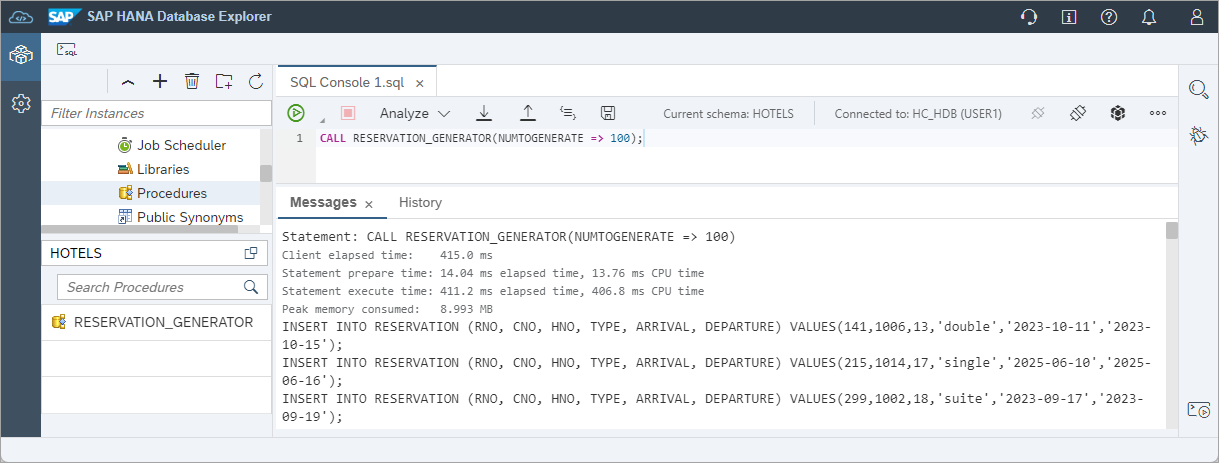 SAP SAP HANA Database Explorer
SQL
SQL Console 1.sql
Filter Instances
Analyze
Current schema: HOTELS
Connected to: HC_HDB (USER1)
Job Scheduler
Libraries
Procedures
Public Synonyms
1 CALL RESERVATION_GENERATOR(NUMTOGENERATE => 100);
HOTELS
Search Procedures
RESERVATION_GENERATOR
Messages
History
Statement: CALL RESERVATION_GENERATOR(NUMTOGENERATE => 100)
Client elapsed time: 415.0 ms
Statement prepare time: 14.04 ms elapsed time, 13.76 ms CPU time
Statement execute time: 411.2 ms elapsed time, 406.8 ms CPU time
Peak memory consumed: 8.993 MB
INSERT INTO RESERVATION (RNO, CNO, HNO, TYPE, ARRIVAL, DEPARTURE) VALUES(141,1006,13,'double','2023-10-11','2023-
10-15');
INSERT INTO RESERVATION (RNO, CNO, HNO, TYPE, ARRIVAL, DEPARTURE) VALUES(215,1014,17,'single','2025-06-10','2025-
06-16');
INSERT INTO RESERVATION (RNO, CNO, HNO, TYPE, ARRIVAL, DEPARTURE) VALUES(299,1002,18,'suite','2023-09-17','2023-
09-19');